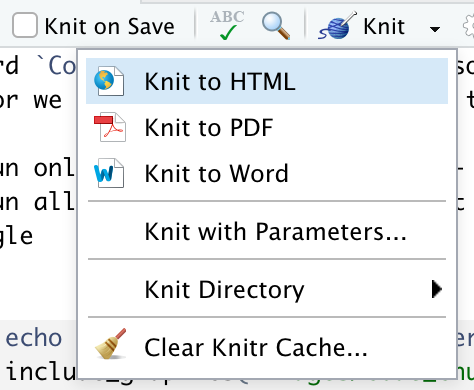 Knit on Save ABC Knit
rd `Co
Knit to HTML
or we
Knit to PDF
Knit to Word
un onl
un all
Knit with Parameters...
gle
Knit Directory
echo
Clear Knitr Cache...